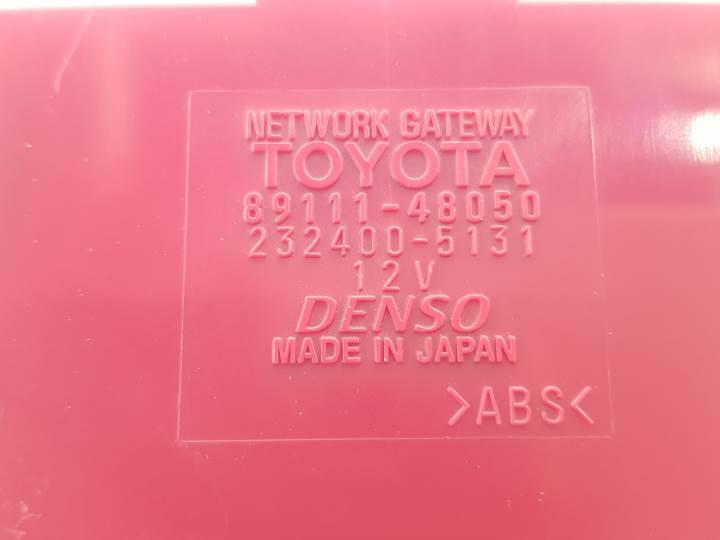 NETWORK GATEWAY
TOYOTA
89111-48050
232400-5131
12V
DENSO
MADE IN JAPAN
>ABS<